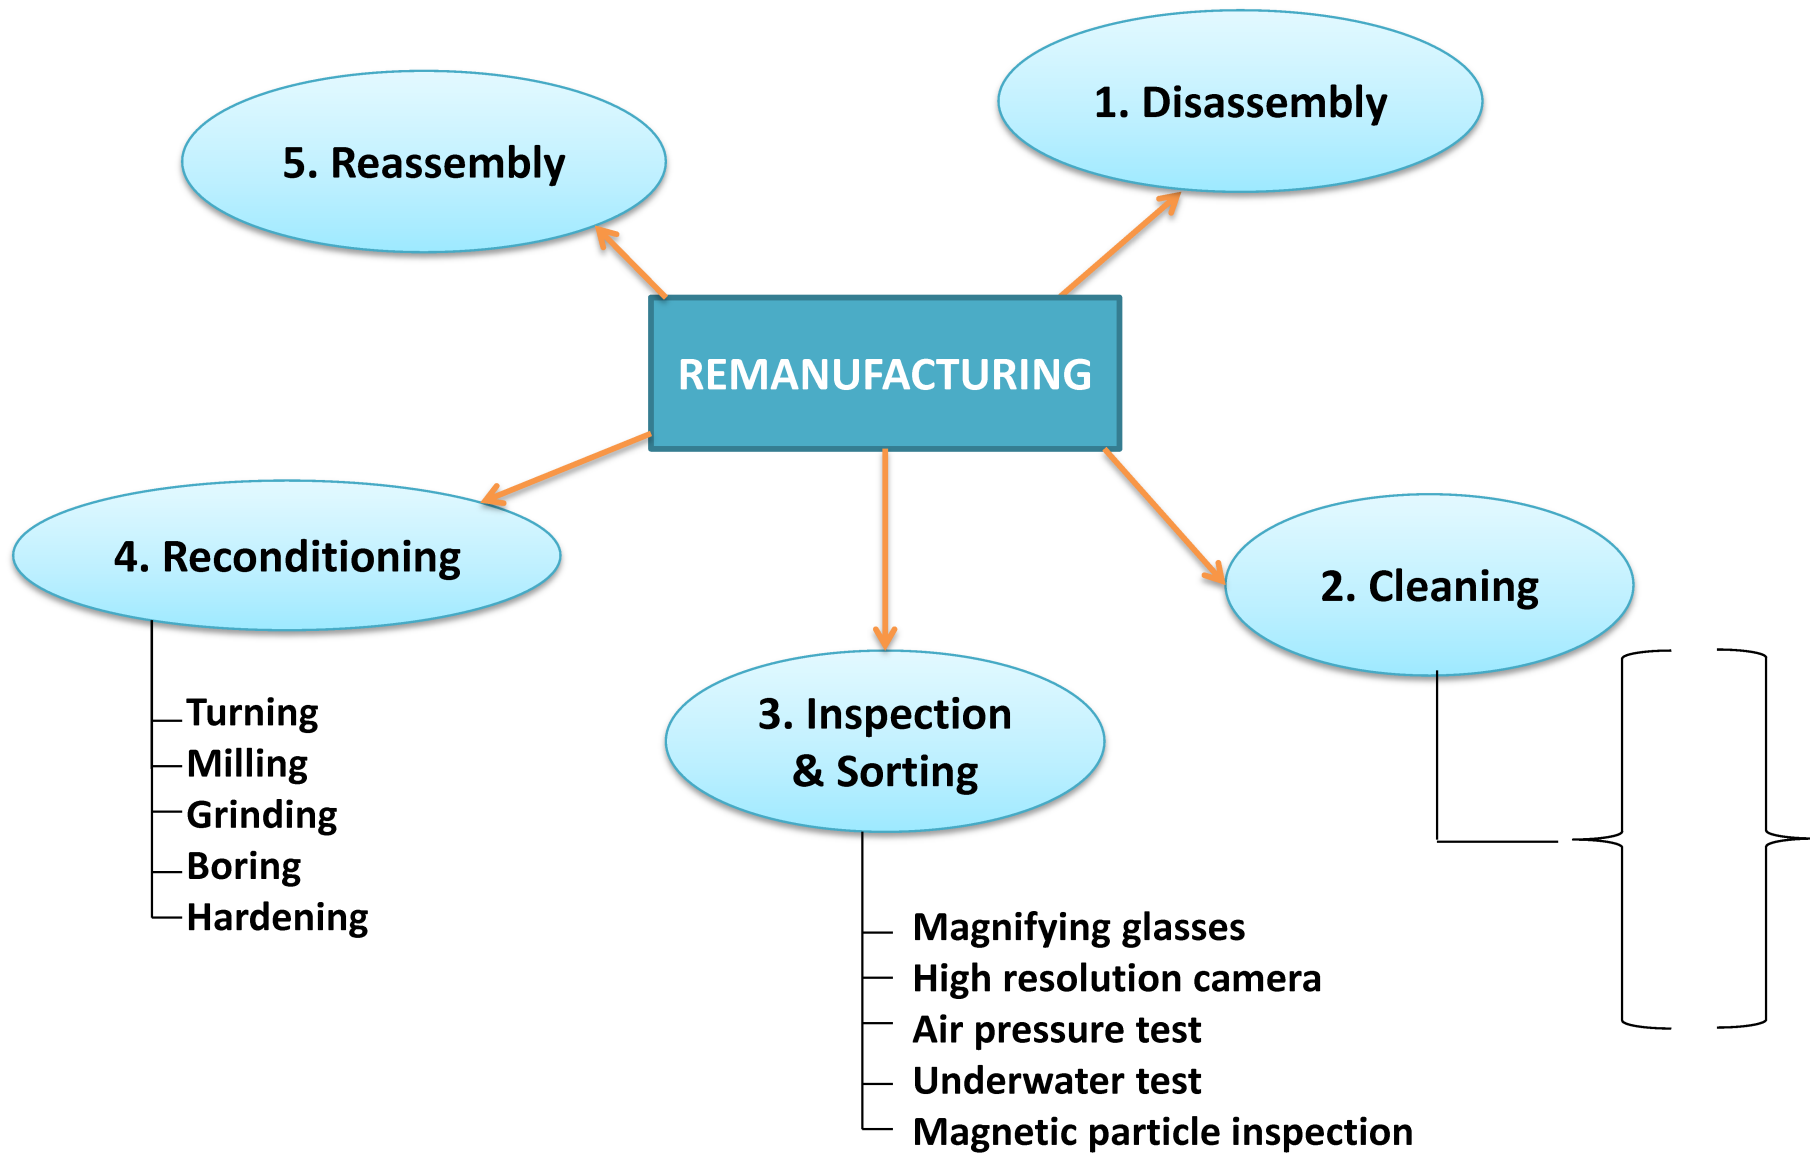 1. Disassembly
5. Reassembly
REMANUFACTURING
4. Reconditioning
2. Cleaning
3. Inspection
& Sorting
Turning
Milling
Grinding
Boring
Hardening
Magnifying glasses
High resolution camera
Air pressure test
Underwater test
Magnetic particle inspection